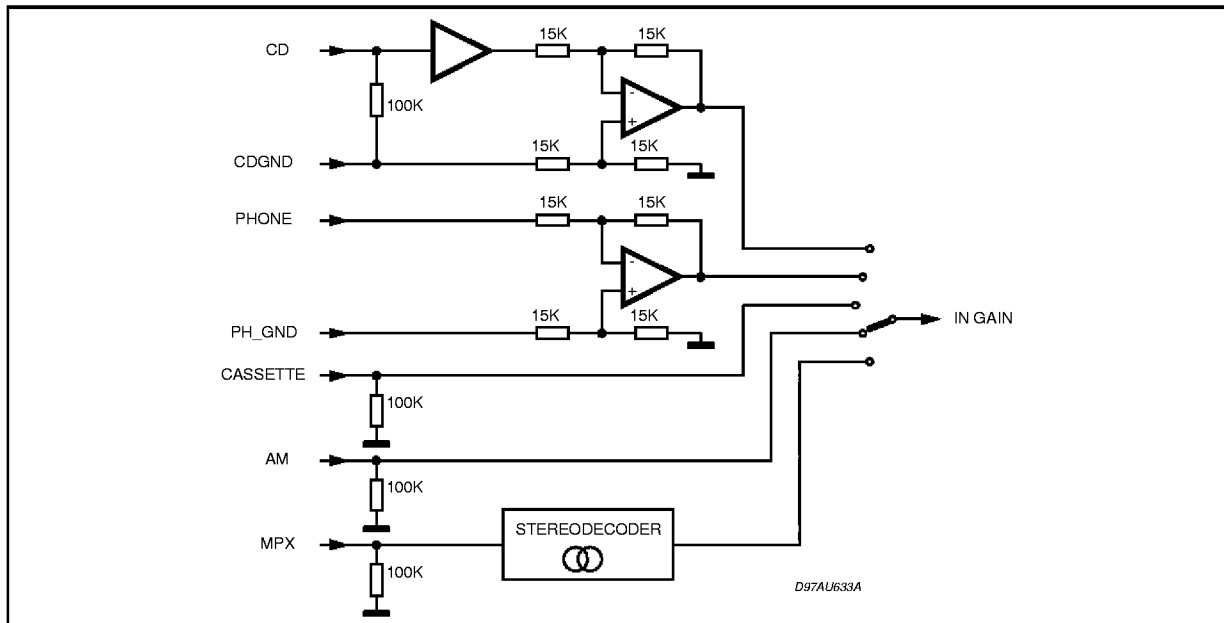 CD
15K
15K
100K
-
+
CDGND
15K
15K
PHONE
15K
15K
-
+
PH_GND
15K
15K
IN GAIN
CASSETTE
100K
AM
100K
MPX
STEREODECODER
100K
D97AU633A